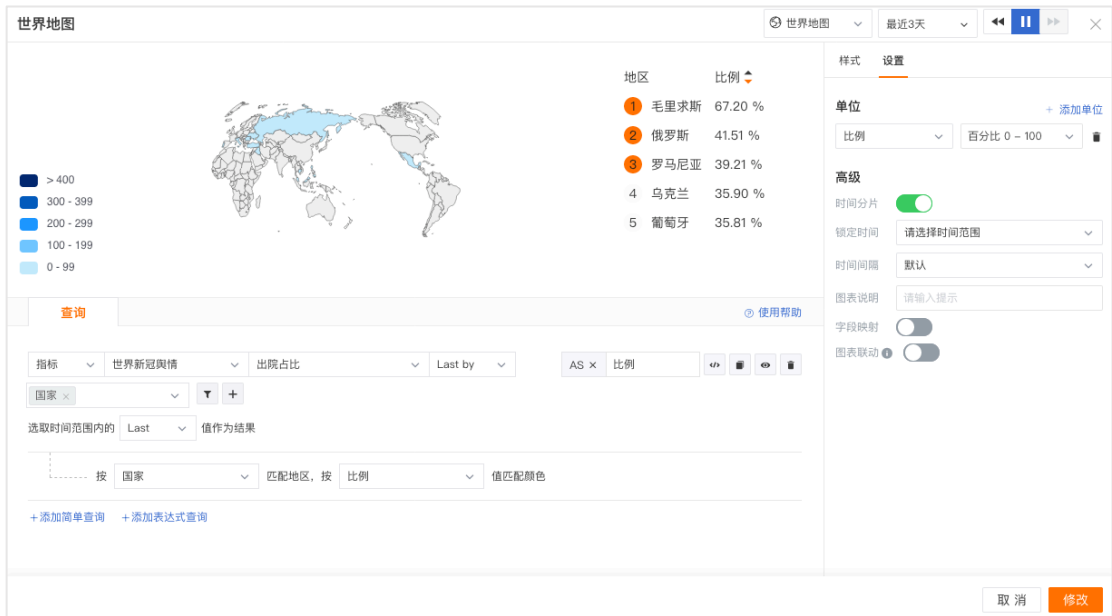 世界地图
世界地图 最近3天
样式 设置
地区 比例
1 毛里求斯 67.20 %
2 俄罗斯 41.51 %
3 罗马尼亚 39.21 %
4 乌克兰 35.90 %
5 葡萄牙 35.81 %
> 400
300 - 399
200 - 299
100 - 199
0 - 99
单位 + 添加单位
比例 百分比 0 – 100
高级
时间分片
锁定时间 请选择时间范围
时间间隔 默认
图表说明 请输入提示
字段映射
图表联动
查询 使用帮助
指标 世界新冠舆情 出院占比 Last by AS × 比例
国家 ×
选取时间范围内的 Last 值作为结果
按 国家 匹配地区，按 比例 值匹配颜色
+添加简单查询 +添加表达式查询
取 消 修改